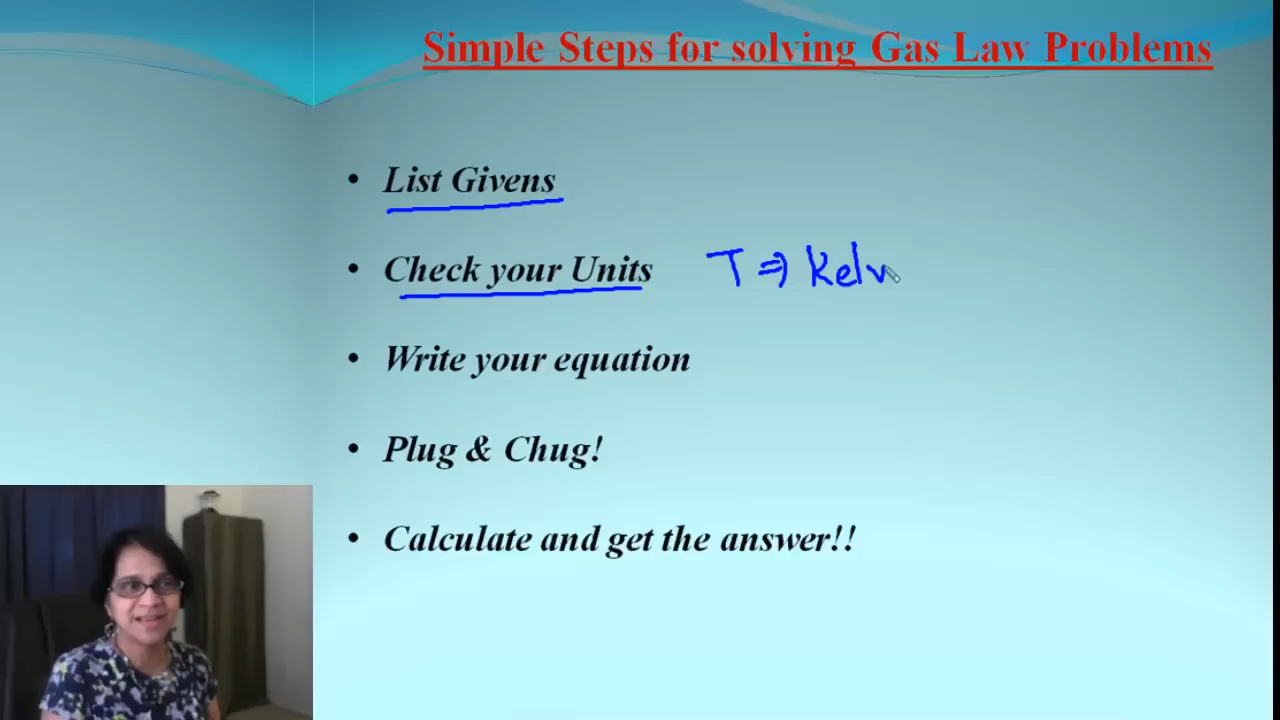 Simple Steps for solving Gas Law Problems
• List Givens
• Check your Units T ⇒ Kelv
• Write your equation
• Plug & Chug!
• Calculate and get the answer!!